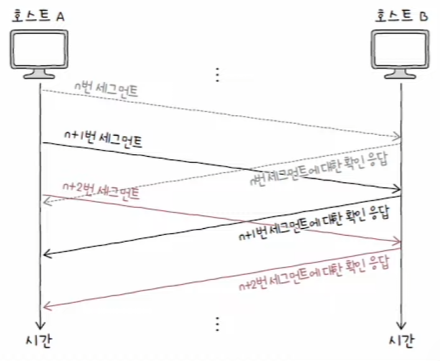 호스트 A
호스트 B
n번 세그먼트
n+1번 세그먼트
n번 세그먼트에 대한 확인 응답
n+2번 세그먼트
n+1번 세그먼트에 대한 확인 응답
n+2번 세그먼트에 대한 확인 응답
시간
시간